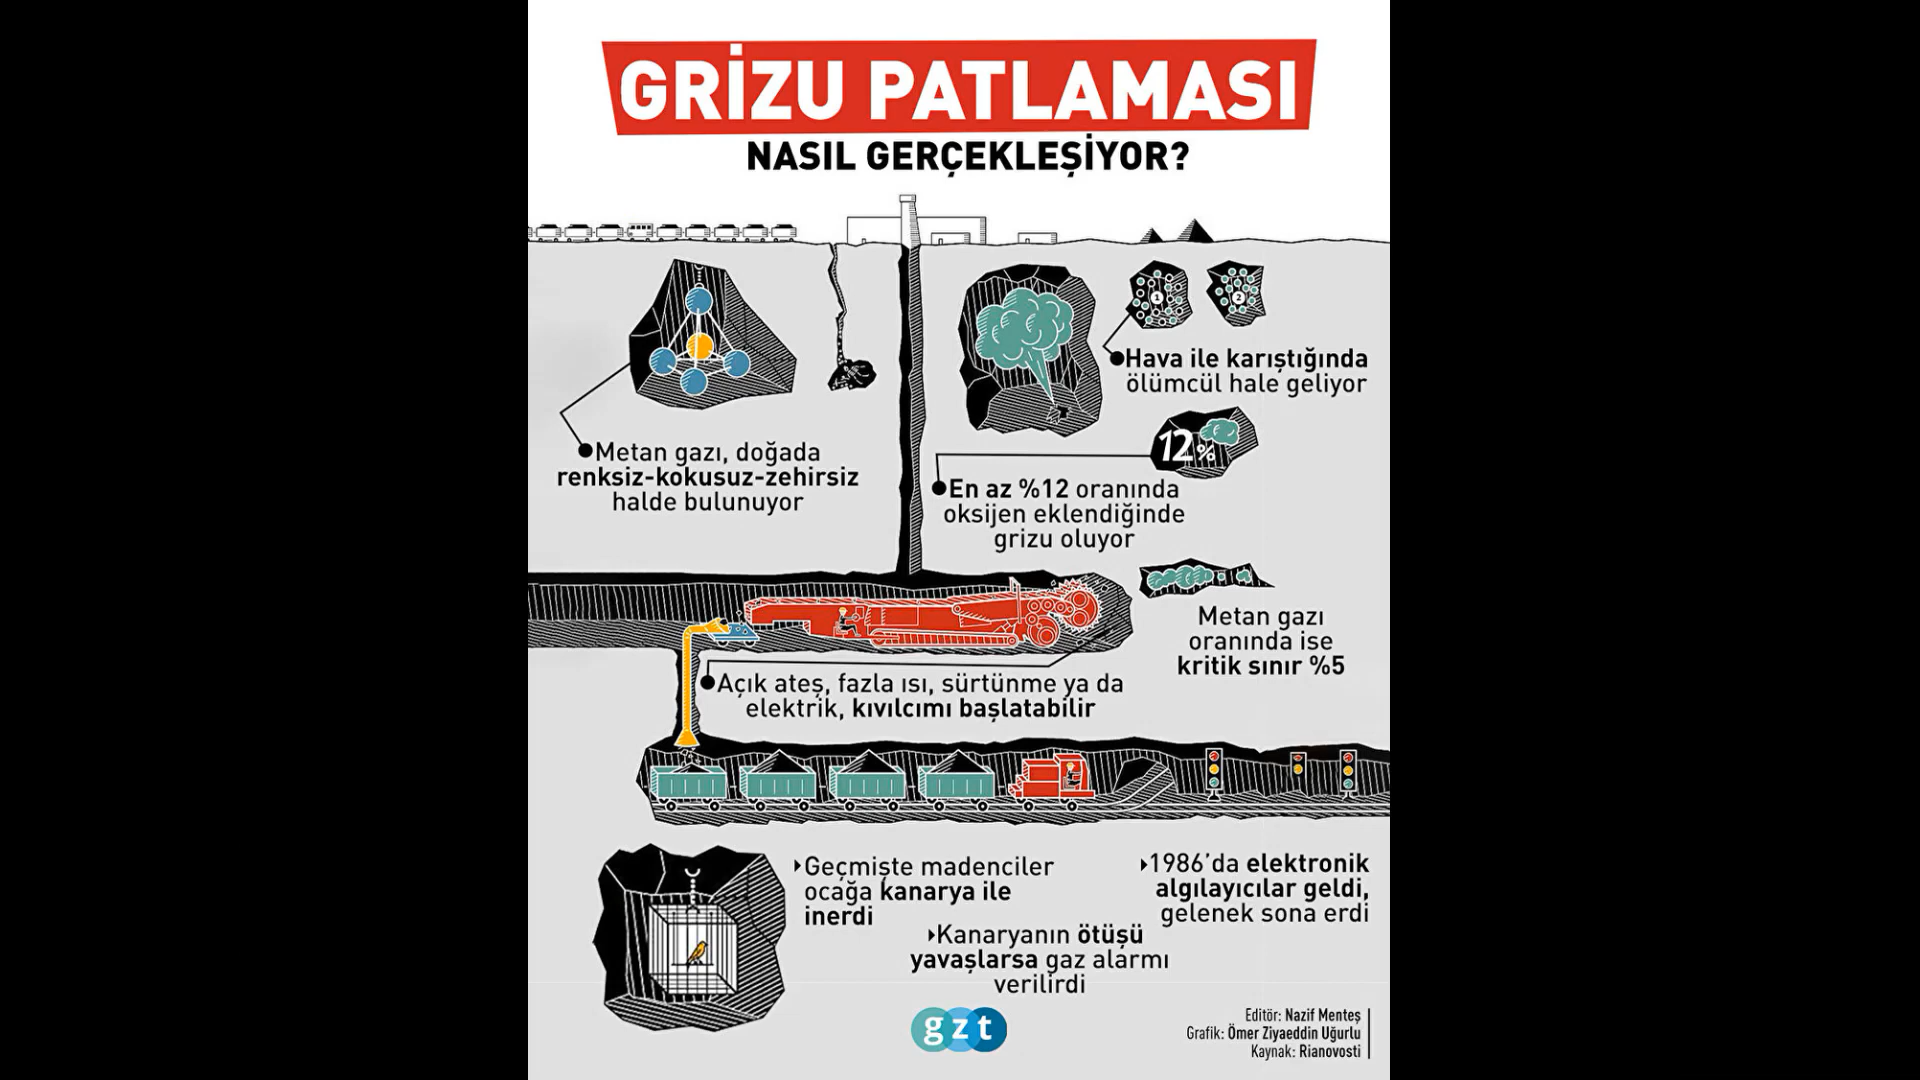 GRİZU PATLAMASI
NASIL GERÇEKLEŞİYOR?
1
2
Hava ile karıştığında
ölümcül hale geliyor
Metan gazı, doğada
renksiz-kokusuz-zehirsiz
halde bulunuyor
12%
En az %12 oranında
oksijen eklendiğinde
grizu oluyor
Metan gazı
oranında ise
kritik sınır %5
Açık ateş, fazla ısı, sürtünme ya da
elektrik, kıvılcımı başlatabilir
Geçmişte madenciler
ocağa kanarya ile
inerdi
Kanaryanın ötüşü
yavaşlarsa gaz alarmı
verilirdi
1986'da elektronik
algılayıcılar geldi,
gelenek sona erdi
gzt
Editör: Nazif Menteş
Grafik: Ömer Ziyaeddin Uğurlu
Kaynak: Rianovosti